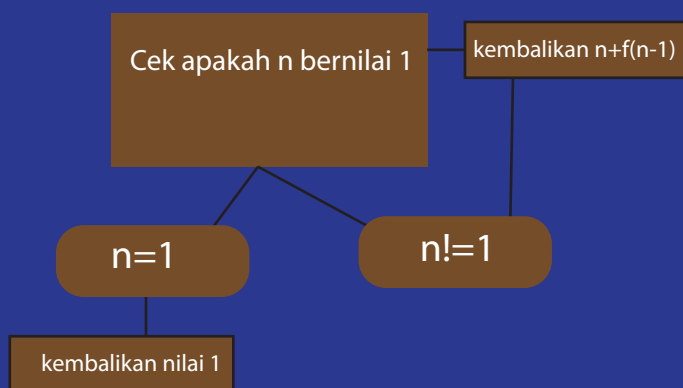 Cek apakah n bernilai 1
kembalikan n+f(n-1)
n=1
n!=1
kembalikan nilai 1